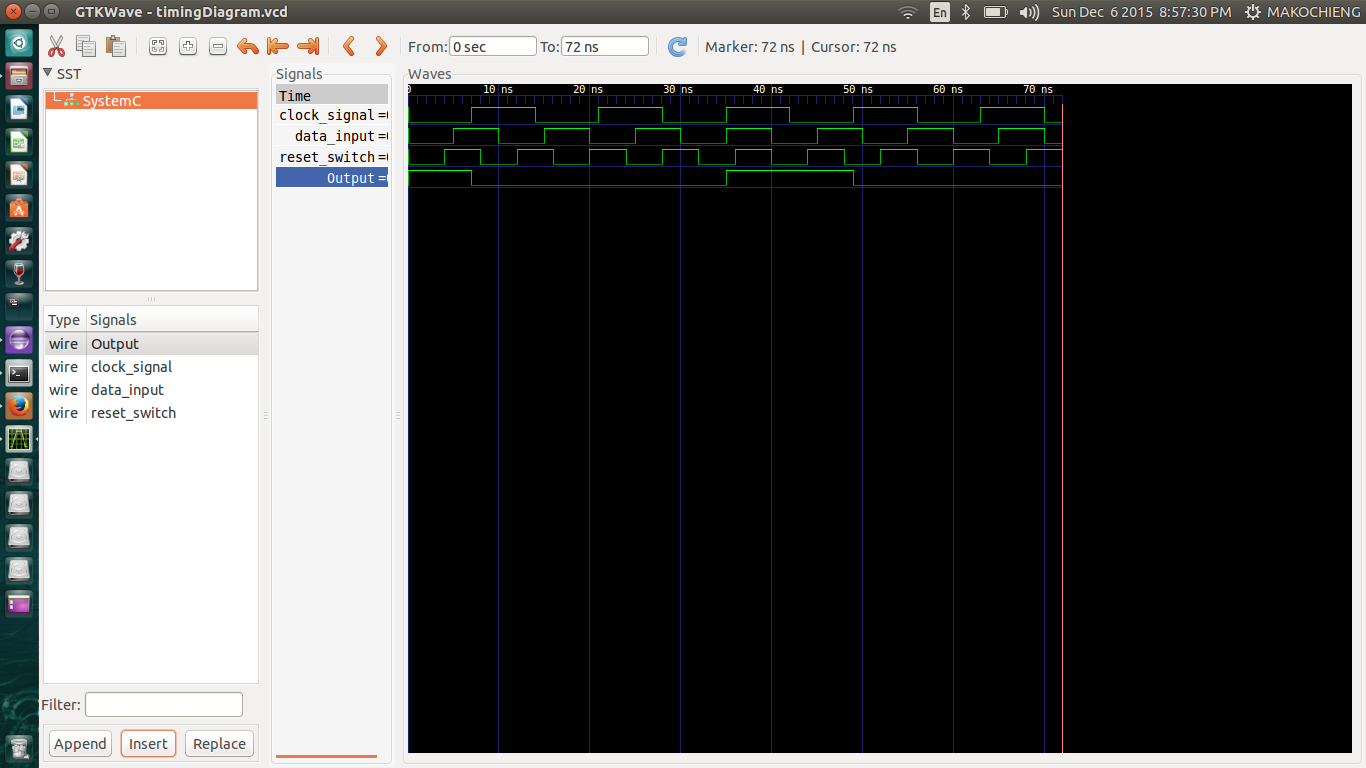 GTKWave - timingDiagram.vcd
En
Sun Dec 6 2015 8:57:30 PM
MAKOCHIENG
From: 0 sec To: 72 ns
Marker: 72 ns | Cursor: 72 ns
SST
SystemC
Type Signals
wire Output
wire clock_signal
wire data_input
wire reset_switch
Filter:
Append Insert Replace
Signals
Time
clock_signal =
data_input =
reset_switch =
Output =
Waves
0 10 ns 20 ns 30 ns 40 ns 50 ns 60 ns 70 ns